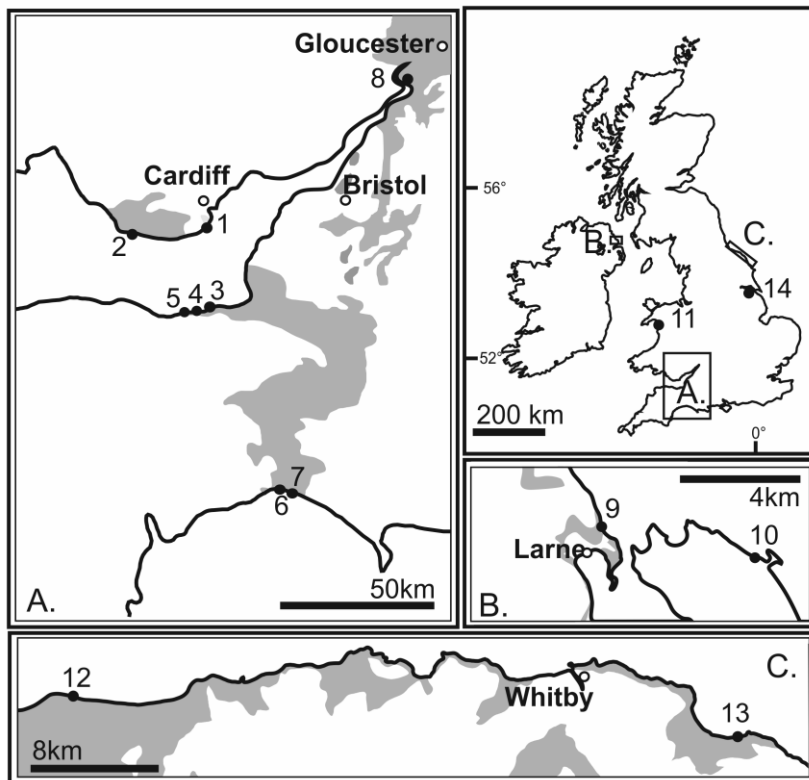 Gloucester
8
Cardiff
Bristol
1
2
5 4 3
7
6
50km
A.
56°
B.
C.
14
11
52°
A.
200 km
0°
4km
9
10
Larne
B.
C.
12
Whitby
13
8km